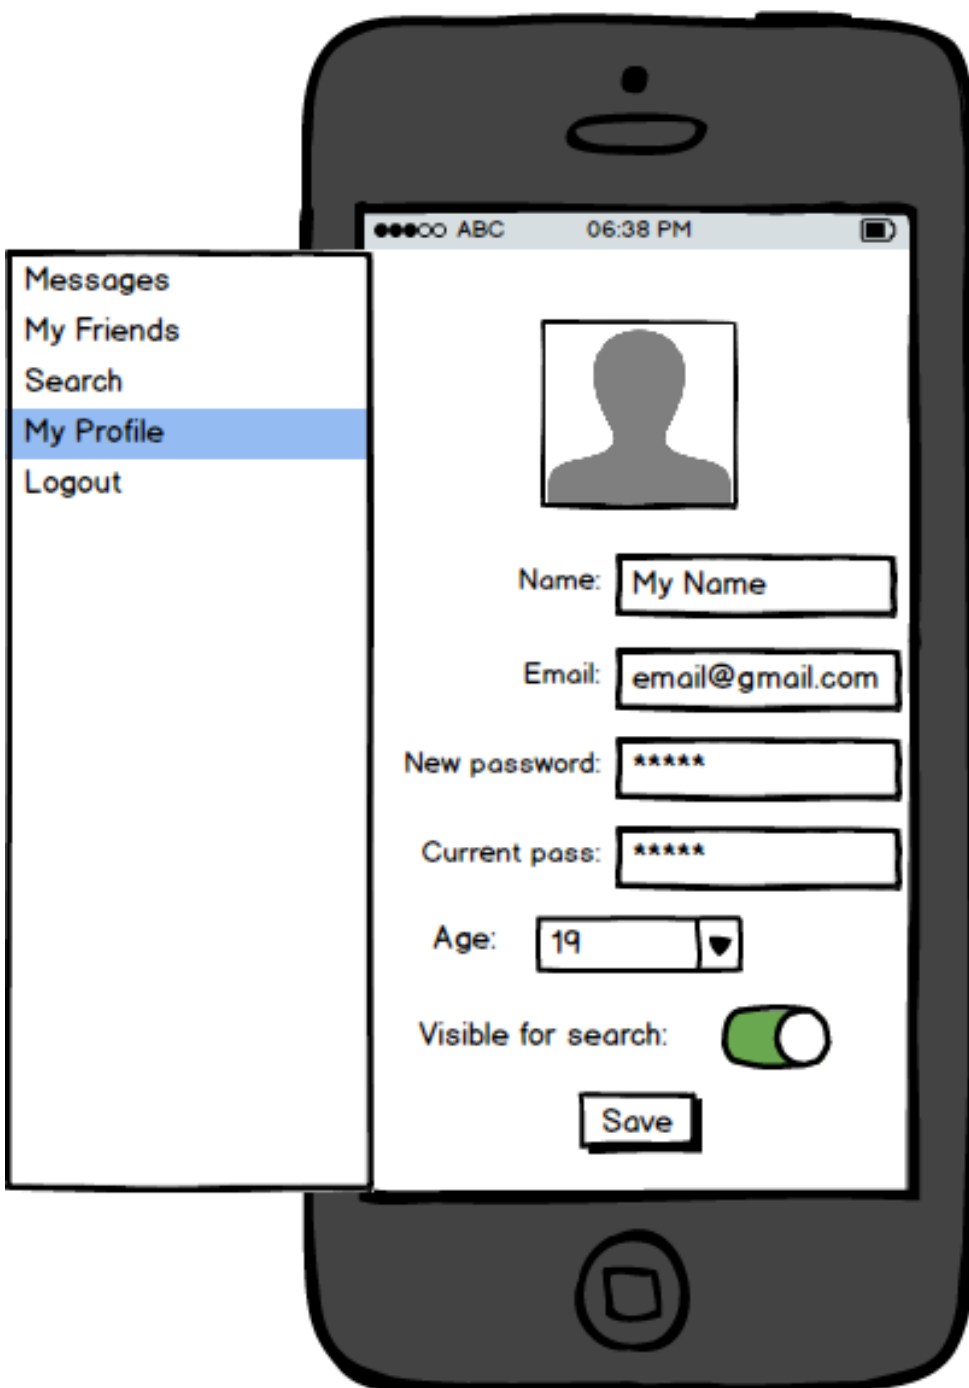 ABC 06:38 PM
Messages
My Friends
Search
My Profile
Logout
Name: My Name
Email: email@gmail.com
New password: *****
Current pass: *****
Age: 19
Visible for search:
Save